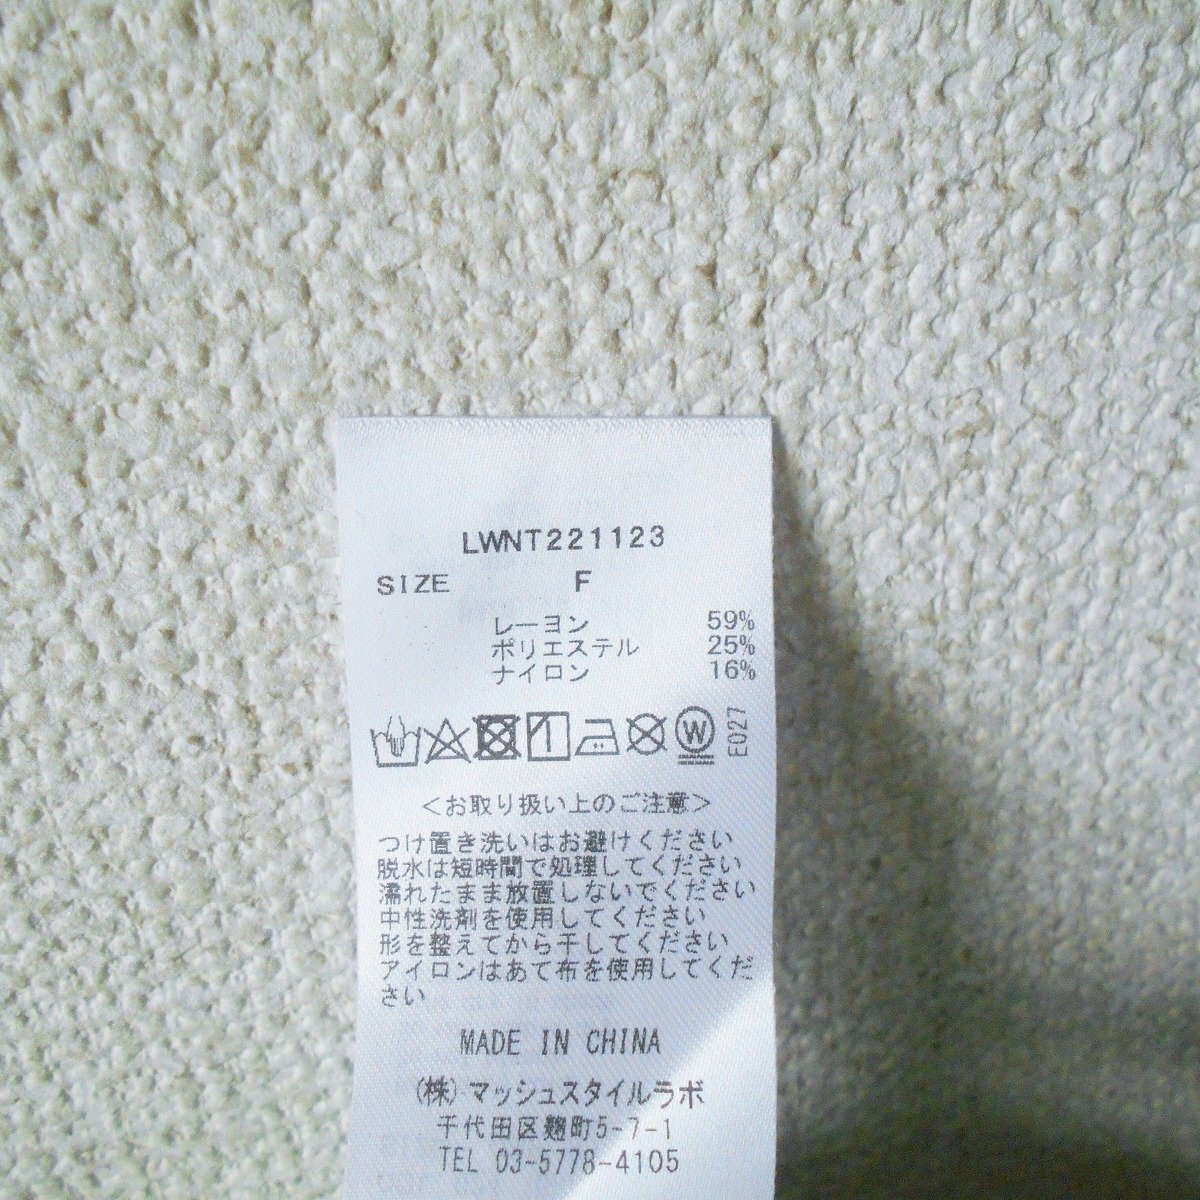 LWNT221123
SIZE F
レーヨン 59%
ポリエステル 25%
ナイロン 16%
W
E027
<お取り扱い上のご注意>
つけ置き洗いはお避けください
脱水は短時間で処理してください
濡れたまま放置しないでください
中性洗剤を使用してください
形を整えてから干してください
アイロンはあて布を使用してくだ
さい
MADE IN CHINA
(株)マッシュスタイルラボ
千代田区麹町5-7-1
TEL 03-5778-4105